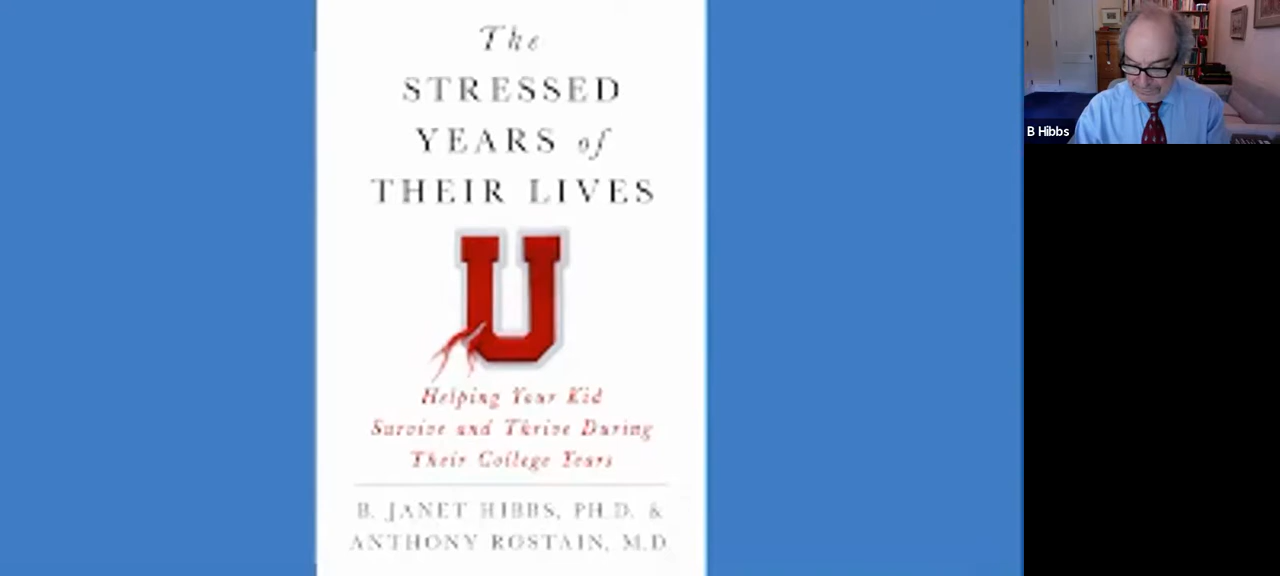 The
STRESSED
YEARS of
THEIR LIVES
U
Helping Your Kid
Survive and Thrive During
Their College Years
B. JANET HIBBS, PH.D. &
ANTHONY ROSTAIN, M.D.
B Hibbs